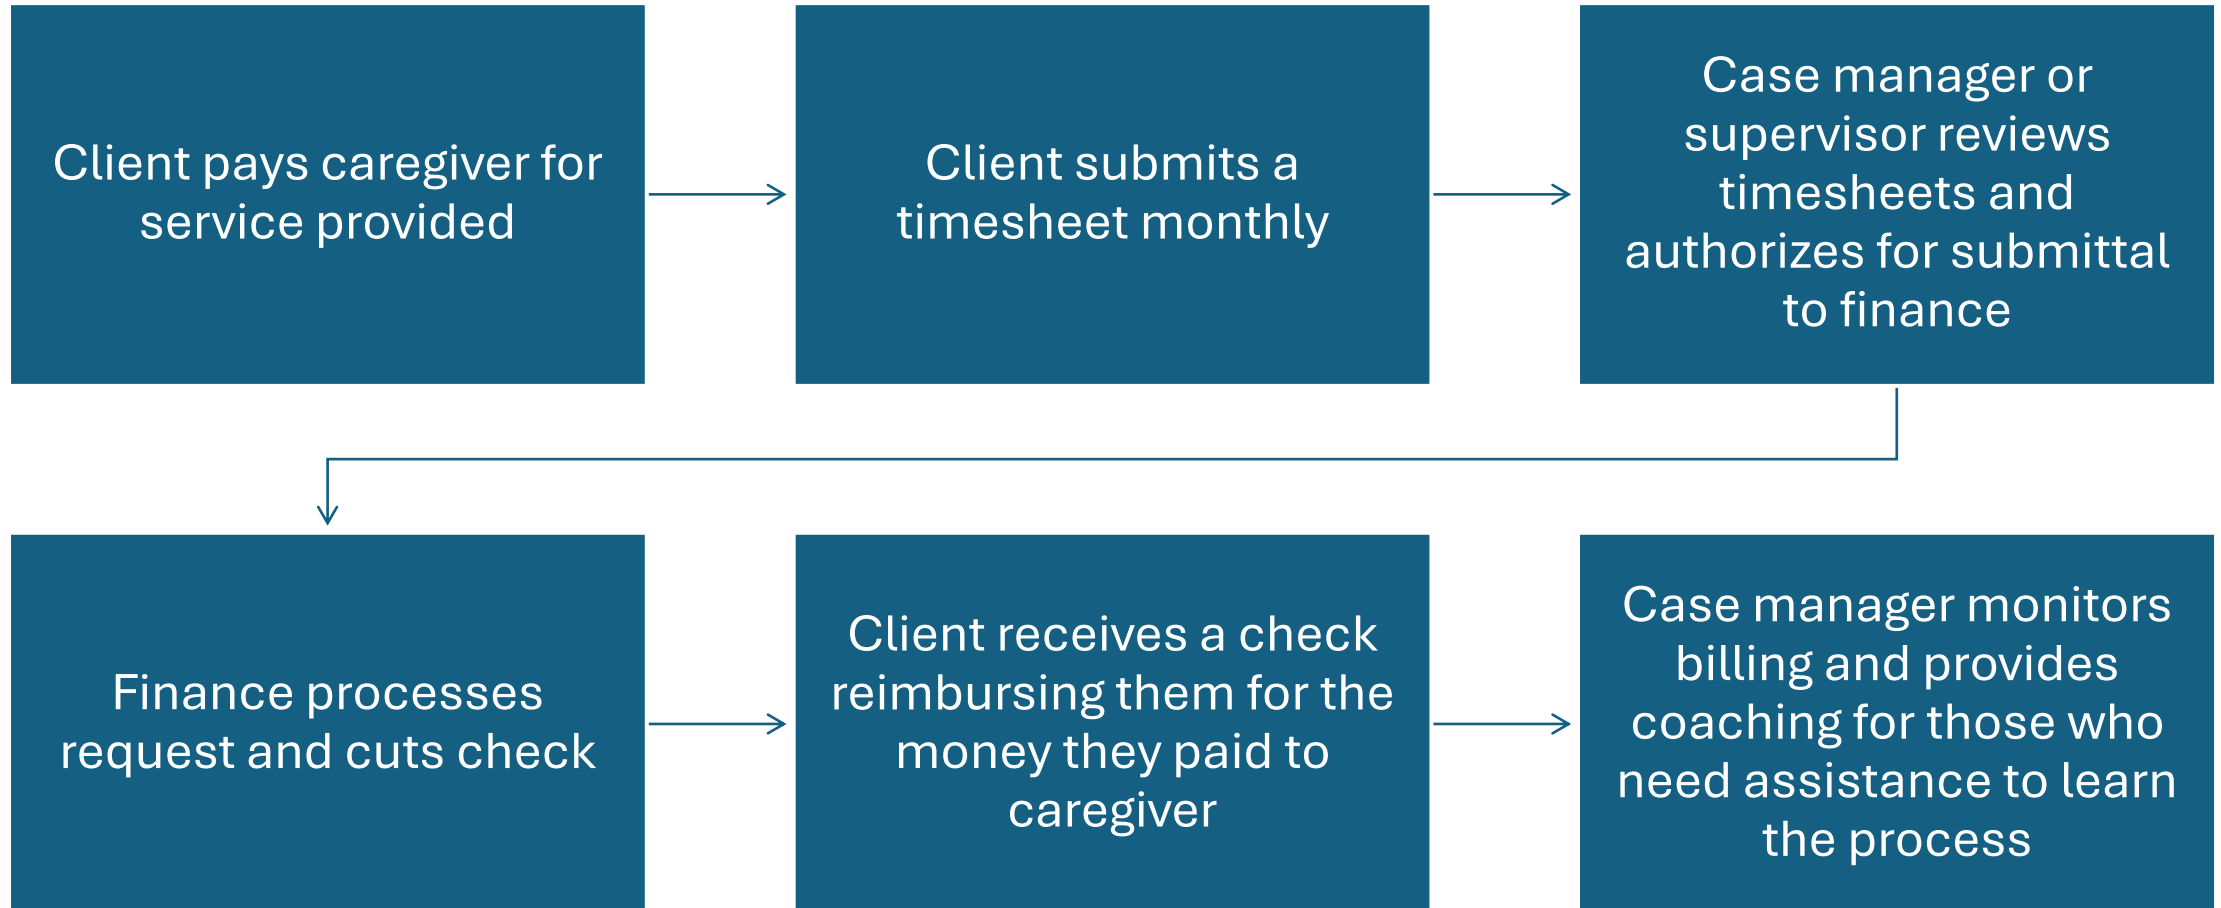 Client pays caregiver for
service provided
Client submits a
timesheet monthly
Case manager or
supervisor reviews
timesheets and
authorizes for submittal
to finance
Finance processes
request and cuts check
Client receives a check
reimbursing them for the
money they paid to
caregiver
Case manager monitors
billing and provides
coaching for those who
need assistance to learn
the process